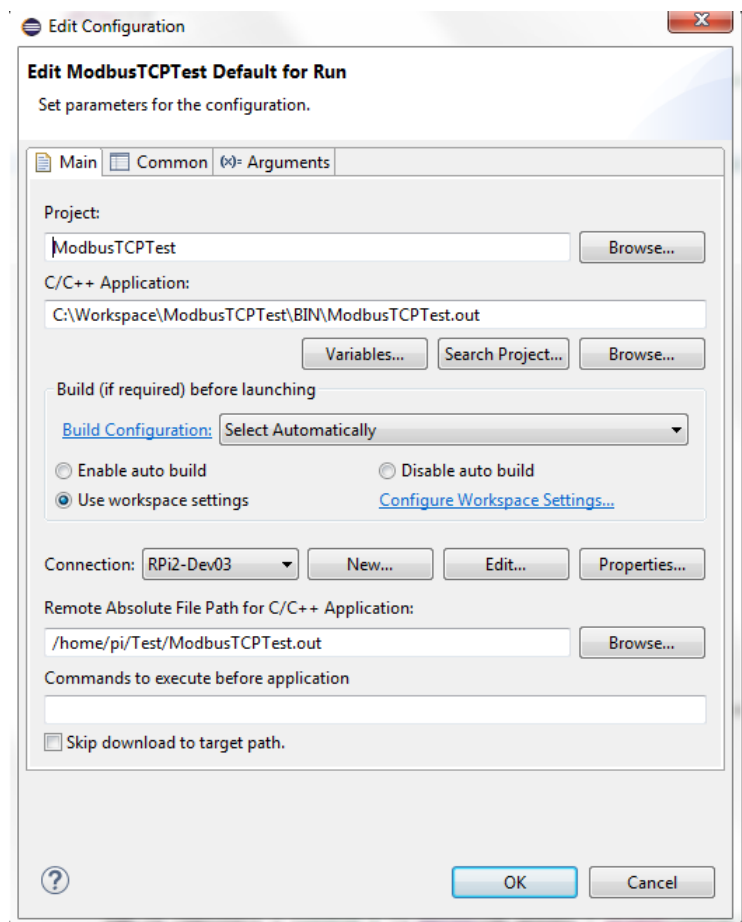 Edit Configuration
Edit ModbusTCPTest Default for Run
Set parameters for the configuration.
Main Common (x)= Arguments
Project:
ModbusTCPTest Browse...
C/C++ Application:
C:\Workspace\ModbusTCPTest\BIN\ModbusTCPTest.out
Variables... Search Project... Browse...
Build (if required) before launching
Build Configuration: Select Automatically
Enable auto build Disable auto build
Use workspace settings Configure Workspace Settings...
Connection: RPi2-Dev03 New... Edit... Properties...
Remote Absolute File Path for C/C++ Application:
/home/pi/Test/ModbusTCPTest.out Browse...
Commands to execute before application
Skip download to target path.
? OK Cancel